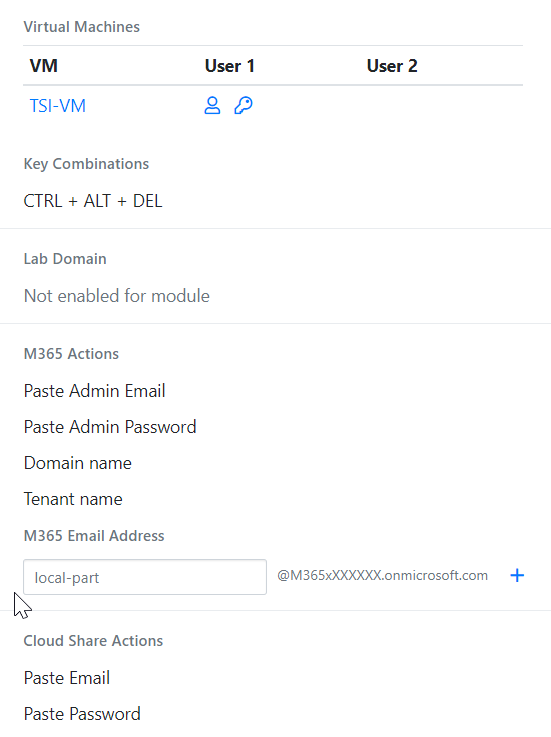 Virtual Machines
VM User 1 User 2
TSI-VM
Key Combinations
CTRL + ALT + DEL
Lab Domain
Not enabled for module
M365 Actions
Paste Admin Email
Paste Admin Password
Domain name
Tenant name
M365 Email Address
local-part @M365xXXXXXX.onmicrosoft.com +
Cloud Share Actions
Paste Email
Paste Password